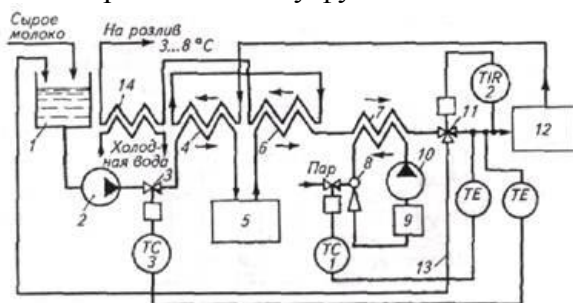 Сырое
молоко
На розлив
3...8 °C
14
TIR
2
11
12
1
Холод-
ная вода
3
4
6
7
Пар
8
10
2
5
9
TE
TE
TC
1
13
TC
3